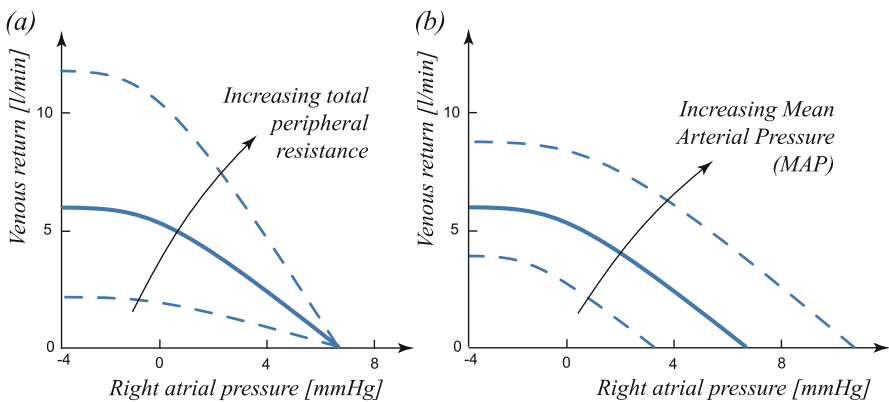 (a)
Venous return [l/min]
10
5
0
-4
0
4
8
Increasing total
peripheral
resistance
Right atrial pressure [mmHg]
(b)
Venous return [l/min]
10
5
0
-4
0
4
8
Increasing Mean
Arterial Pressure
(MAP)
Right atrial pressure [mmHg]